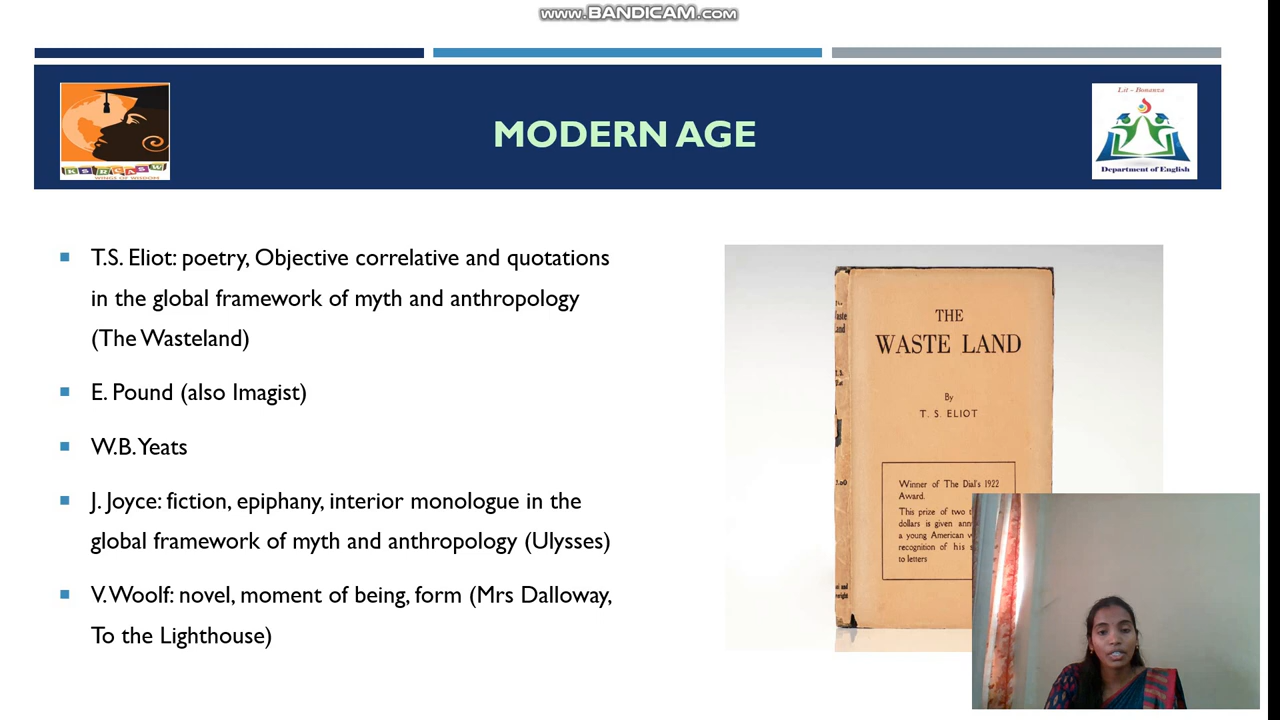 www.BANDICAM.com
MODERN AGE
KSRCASW
WINGS OF WISDOM
Lit - Bonanza
Department of English
T.S. Eliot: poetry, Objective correlative and quotations
in the global framework of myth and anthropology
(The Wasteland)
E. Pound (also Imagist)
W.B. Yeats
J. Joyce: fiction, epiphany, interior monologue in the
global framework of myth and anthropology (Ulysses)
V. Woolf: novel, moment of being, form (Mrs Dalloway,
To the Lighthouse)
THE
WASTE LAND
By
T. S. ELIOT
Winner of The Dial's 1922
Award.
This prize of two
dollars is given
a young American
recognition of his
to letters